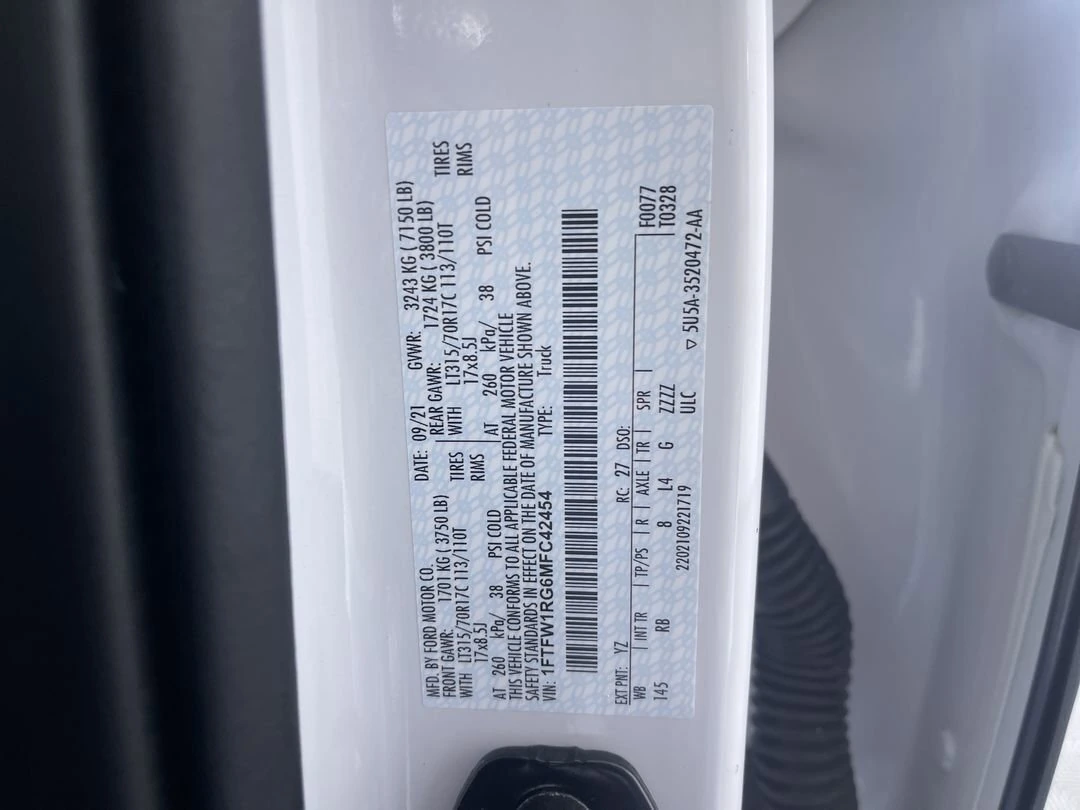 MFD. BY FORD MOTOR CO.
DATE: 09/21 GVWR: 3243 KG ( 7150 LB)
FRONT GAWR: 1701 KG ( 3750 LB) REAR GAWR: 1724 KG ( 3800 LB)
WITH LT315/70R17C 113/110T TIRES WITH LT315/70R17C 113/110T TIRES
17x8.5J RIMS 17x8.5J RIMS
AT 260 kPa/ 38 PSI COLD AT 260 kPa/ 38 PSI COLD
THIS VEHICLE CONFORMS TO ALL APPLICABLE FEDERAL MOTOR VEHICLE
SAFETY STANDARDS IN EFFECT ON THE DATE OF MANUFACTURE SHOWN ABOVE.
VIN: 1FTFW1RG6MFC42454 TYPE: Truck
EXT PNT: YZ RC: 27 DSO: F0077
WB INT TR TP/PS R AXLE TR SPR T0328
145 RB 8 L4 G ZZZZ
2202109221719 ULC
▽ 5U5A-3520472-AA